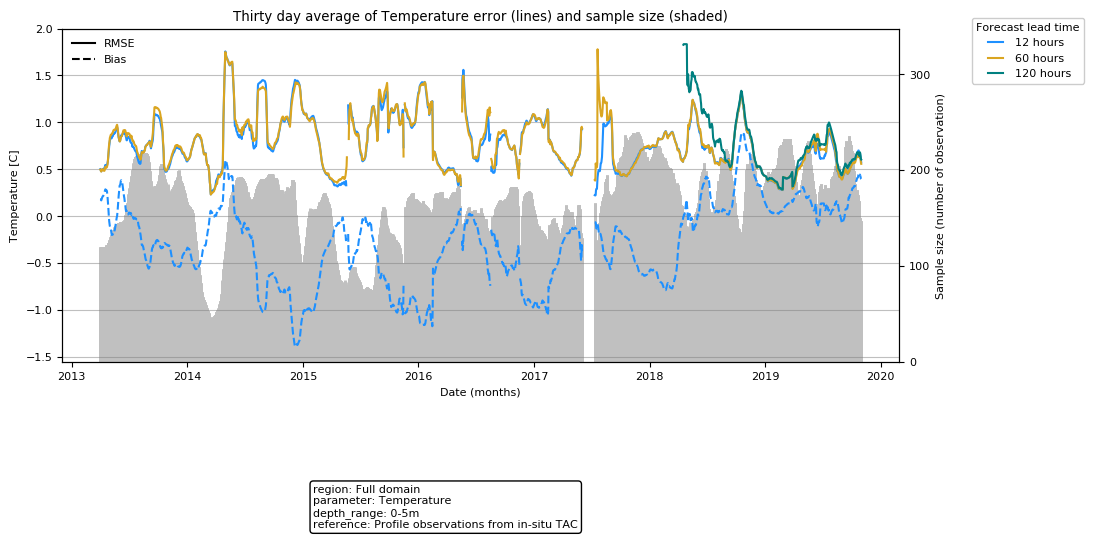 Thirty day average of Temperature error (lines) and sample size (shaded)
Forecast lead time
12 hours
60 hours
120 hours
RMSE
Bias
Temperature [C]
2.0
1.5
1.0
0.5
0.0
−0.5
−1.0
−1.5
Sample size (number of observation)
300
200
100
0
2013 2014 2015 2016 2017 2018 2019 2020
Date (months)
region: Full domain
parameter: Temperature
depth_range: 0-5m
reference: Profile observations from in-situ TAC